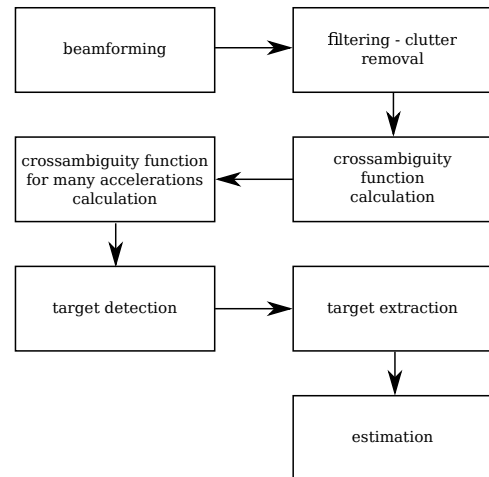 beamforming
filtering - clutter
removal
crossambiguity
function
calculation
crossambiguity function
for many accelerations
calculation
target detection
target extraction
estimation